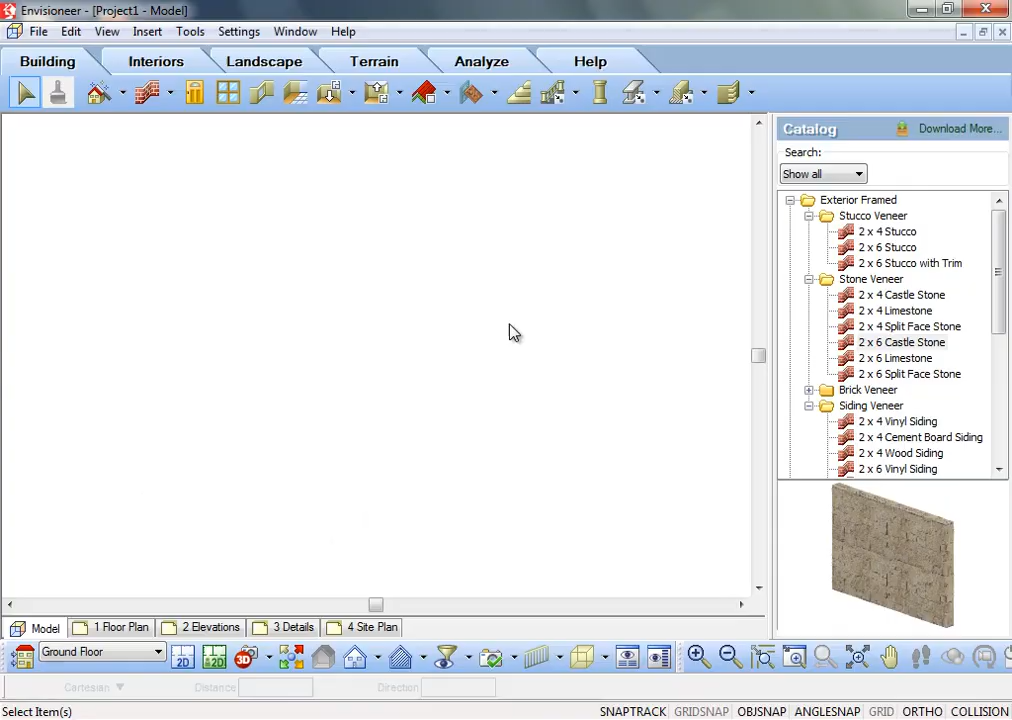 Envisioneer - [Project1 - Model]
File Edit View Insert Tools Settings Window Help
Building Interiors Landscape Terrain Analyze Help
Catalog Download More...
Search:
Show all
Exterior Framed
Stucco Veneer
2 x 4 Stucco
2 x 6 Stucco
2 x 6 Stucco with Trim
Stone Veneer
2 x 4 Castle Stone
2 x 4 Limestone
2 x 4 Split Face Stone
2 x 6 Castle Stone
2 x 6 Limestone
2 x 6 Split Face Stone
Brick Veneer
Siding Veneer
2 x 4 Vinyl Siding
2 x 4 Cement Board Siding
2 x 4 Wood Siding
2 x 6 Vinyl Siding
Model 1 Floor Plan 2 Elevations 3 Details 4 Site Plan
Ground Floor 2D 2D 3D
Cartesian Distance Direction
Select Item(s) SNAPTRACK GRIDSNAP OBJSNAP ANGLESNAP GRID ORTHO COLLISION